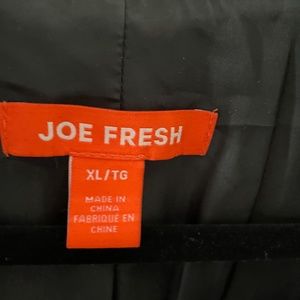 JOE FRESH
XL/TG
MADE IN
CHINA
FABRIQUÉ EN
CHINE